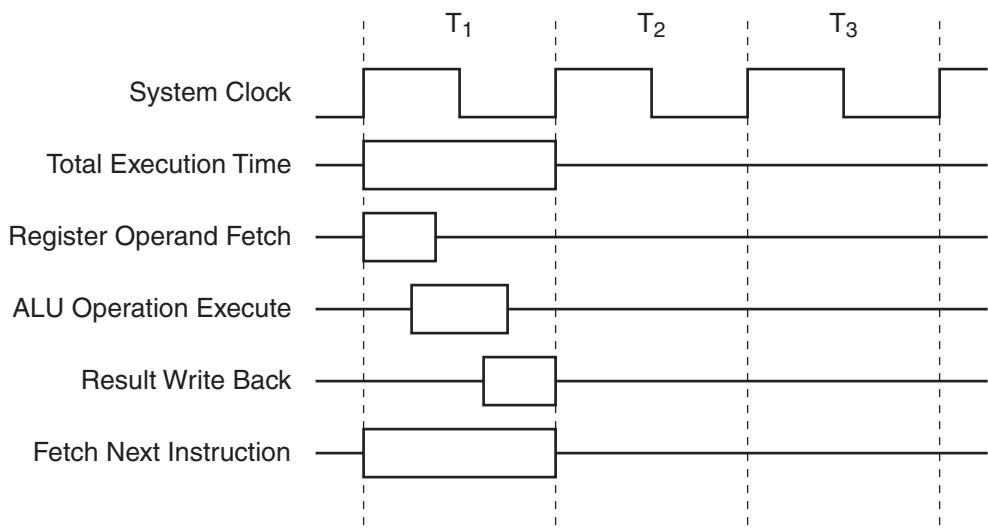 T1 T2 T3
System Clock
Total Execution Time
Register Operand Fetch
ALU Operation Execute
Result Write Back
Fetch Next Instruction